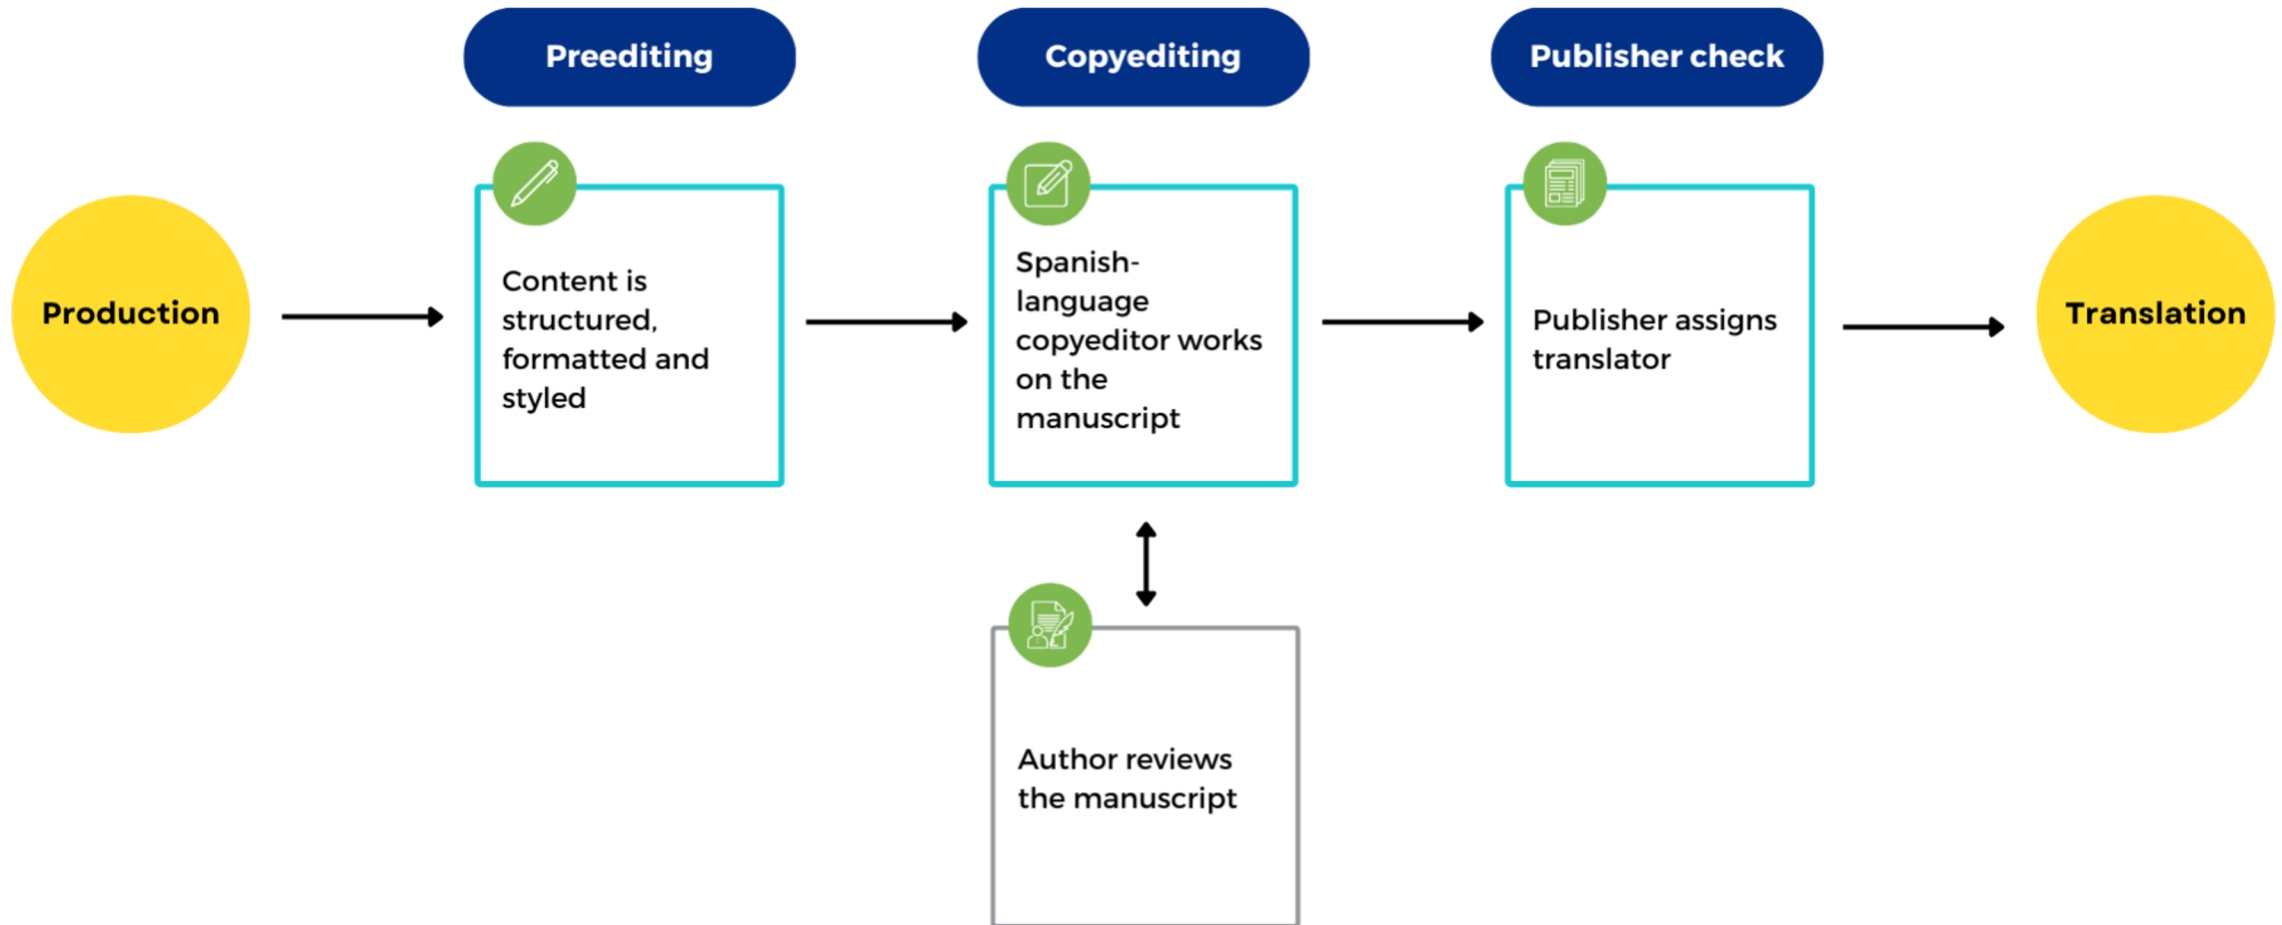 Preediting
Copyediting
Publisher check
Production
Content is
structured,
formatted and
styled
Spanish-
language
copyeditor works
on the
manuscript
Publisher assigns
translator
Translation
Author reviews
the manuscript